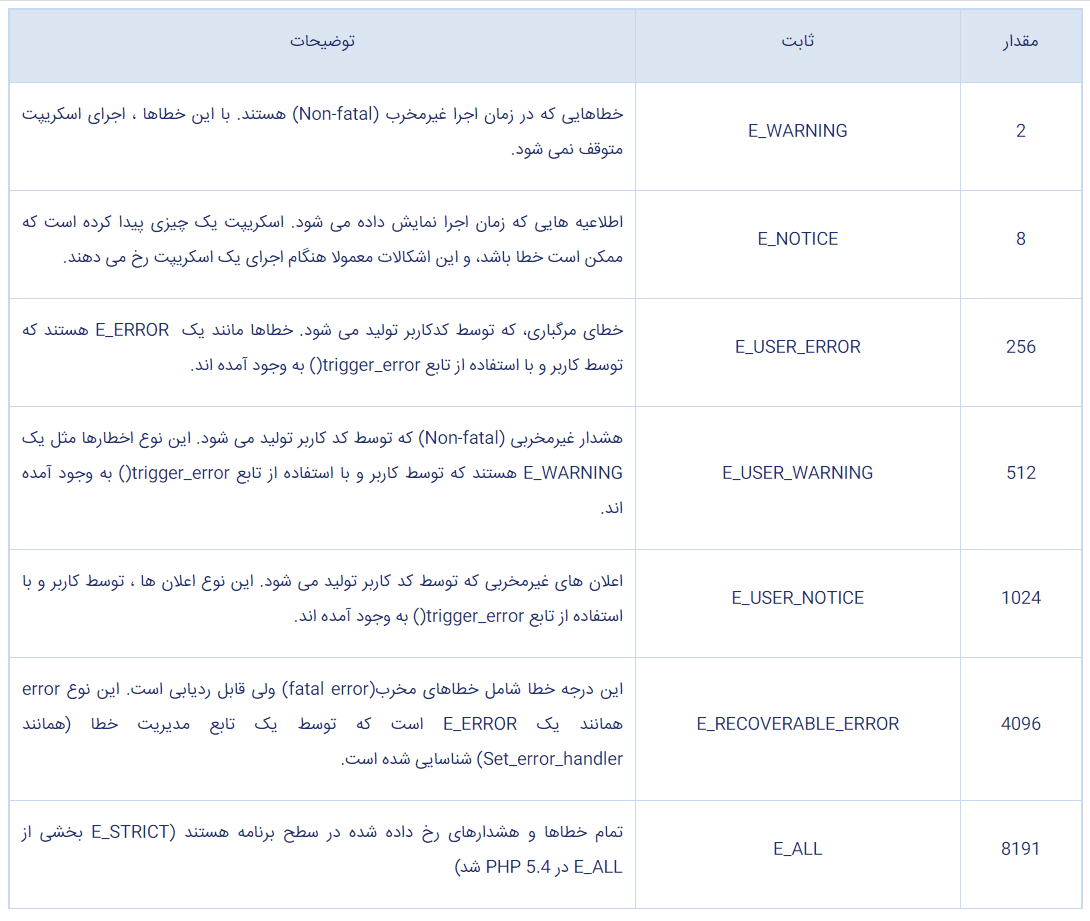 مقدار
ثابت
توضیحات
2
E_WARNING
خطاهایی که در زمان اجرا غیرمخرب (Non-fatal) هستند. با این خطاها ، اجرای اسکریپت
متوقف نمی شود.
8
E_NOTICE
اطلاعیه هایی که زمان اجرا نمایش داده می شود. اسکریپت یک چیزی پیدا کرده است که
ممکن است خطا باشد، و این اشکالات معمولا هنگام اجرای یک اسکریپت رخ می دهند.
256
E_USER_ERROR
خطای مرگباری، که توسط کدکاربر تولید می شود. خطاها مانند یک E_ERROR هستند که
توسط کاربر و با استفاده از تابع trigger_error() به وجود آمده اند.
512
E_USER_WARNING
هشدار غیرمخربی (Non-fatal) که توسط کد کاربر تولید می شود. این نوع اخطارها مثل یک
E_WARNING هستند که توسط کاربر و با استفاده از تابع trigger_error() به وجود آمده
اند.
1024
E_USER_NOTICE
اعلان های غیرمخربی که توسط کد کاربر تولید می شود. این نوع اعلان ها ، توسط کاربر و با
استفاده از تابع trigger_error() به وجود آمده اند.
4096
E_RECOVERABLE_ERROR
این درجه خطا شامل خطاهای مخرب(fatal error) ولی قابل ردیابی است. این نوع error
همانند یک E_ERROR است که توسط یک تابع مدیریت خطا (همانند
Set_error_handler) شناسایی شده است.
8191
E_ALL
تمام خطاها و هشدارهای رخ داده شده در سطح برنامه هستند (E_STRICT بخشی از
E_ALL در PHP 5.4 شد)